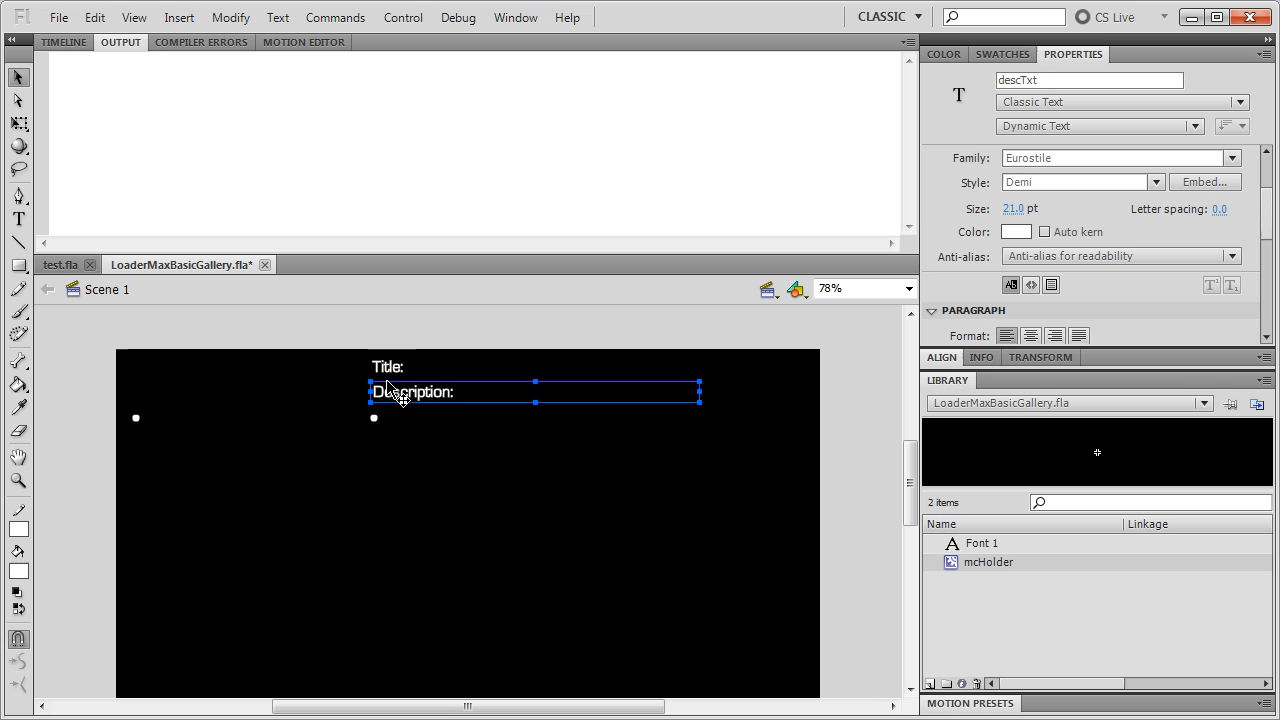 Fl File Edit View Insert Modify Text Commands Control Debug Window Help CLASSIC CS Live
TIMELINE OUTPUT COMPILER ERRORS MOTION EDITOR
COLOR SWATCHES PROPERTIES
T descTxt
Classic Text
Dynamic Text
Family: Eurostile
Style: Demi Embed...
Size: 21.0 pt Letter spacing: 0.0
Color: Auto kern
Anti-alias: Anti-alias for readability
PARAGRAPH
Format:
test.fla LoaderMaxBasicGallery.fla*
Scene 1 78%
Title:
Description:
ALIGN INFO TRANSFORM
LIBRARY
LoaderMaxBasicGallery.fla
2 items
Name Linkage
A Font 1
mcHolder
MOTION PRESETS